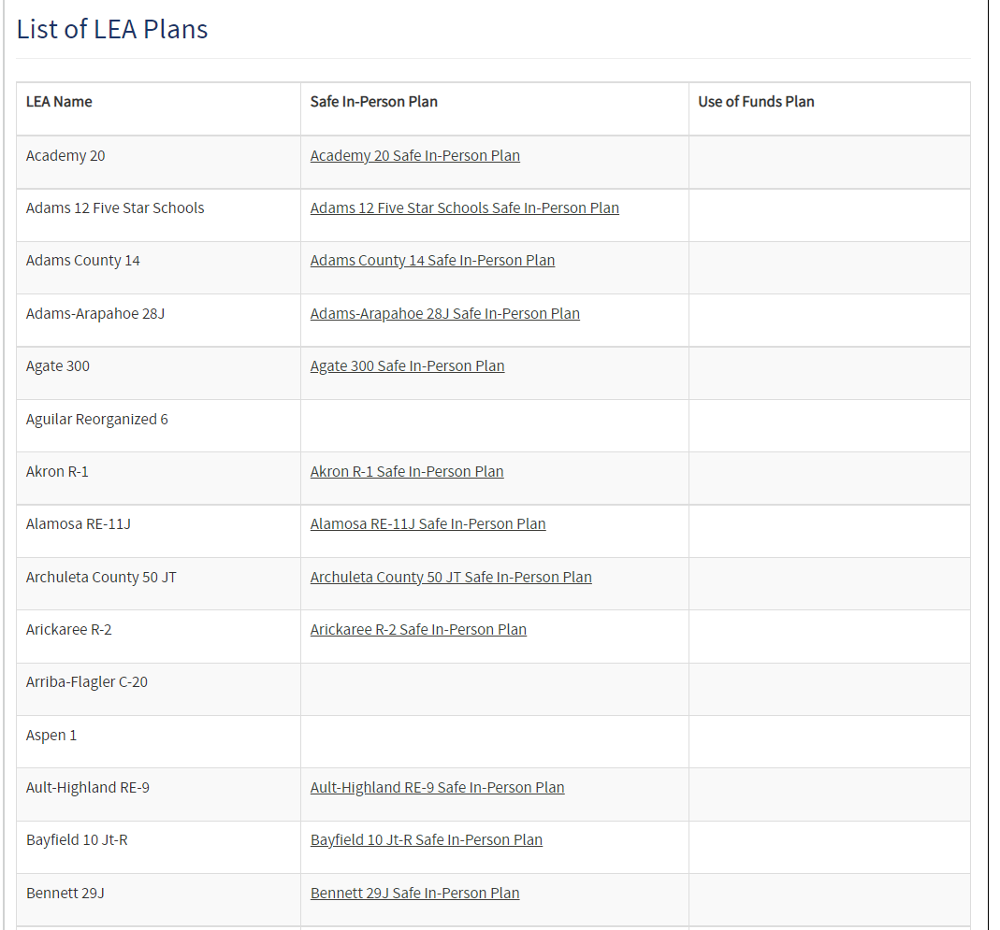 List of LEA Plans
LEA Name Safe In-Person Plan Use of Funds Plan
Academy 20 Academy 20 Safe In-Person Plan
Adams 12 Five Star Schools Adams 12 Five Star Schools Safe In-Person Plan
Adams County 14 Adams County 14 Safe In-Person Plan
Adams-Arapahoe 28J Adams-Arapahoe 28J Safe In-Person Plan
Agate 300 Agate 300 Safe In-Person Plan
Aguilar Reorganized 6
Akron R-1 Akron R-1 Safe In-Person Plan
Alamosa RE-11J Alamosa RE-11J Safe In-Person Plan
Archuleta County 50 JT Archuleta County 50 JT Safe In-Person Plan
Arickaree R-2 Arickaree R-2 Safe In-Person Plan
Arriba-Flagler C-20
Aspen 1
Ault-Highland RE-9 Ault-Highland RE-9 Safe In-Person Plan
Bayfield 10 Jt-R Bayfield 10 Jt-R Safe In-Person Plan
Bennett 29J Bennett 29J Safe In-Person Plan